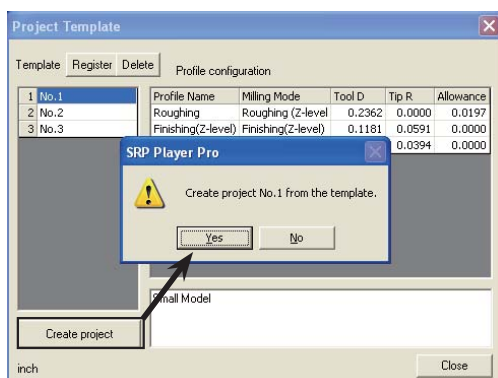 Project Template
Template Register Delete Profile configuration
1 No.1
2 No.2
3 No.3
Profile Name Milling Mode Tool D Tip R Allowance
Roughing Roughing (Z-level 0.2362 0.0000 0.0197
Finishing(Z-level) Finishing(Z-level) 0.1181 0.0591 0.0000
0.0394 0.0000
SRP Player Pro
Create project No.1 from the template.
Yes No
Small Model
Create project
inch
Close